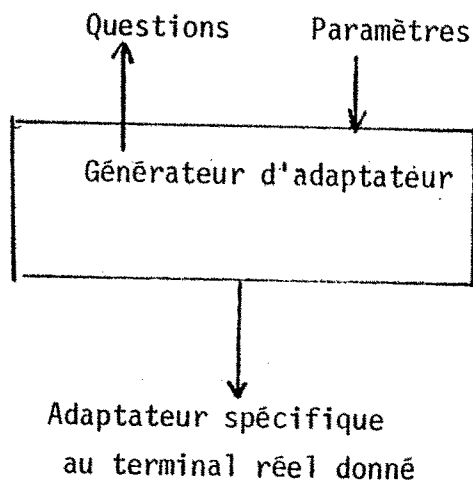 Questions Paramètres
Générateur d'adaptateur
Adaptateur spécifique
au terminal réel donné